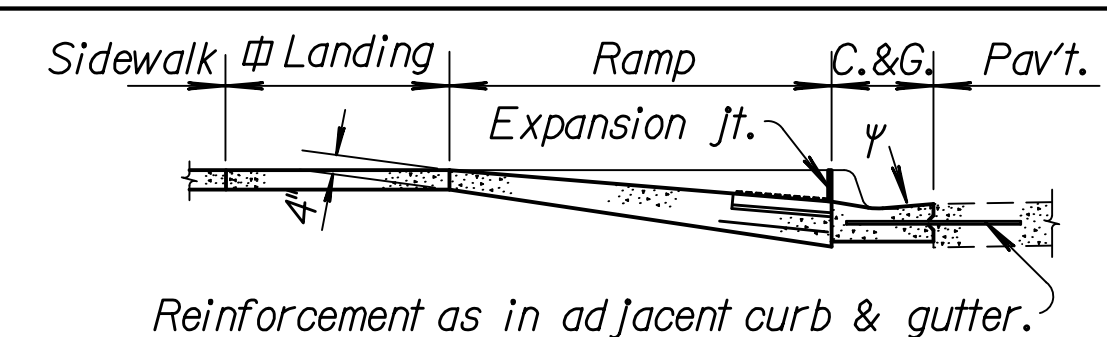 Sidewalk ⌽ Landing Ramp C.&G. Pav't.
Expansion jt. ψ
4"
Reinforcement as in adjacent curb & gutter.